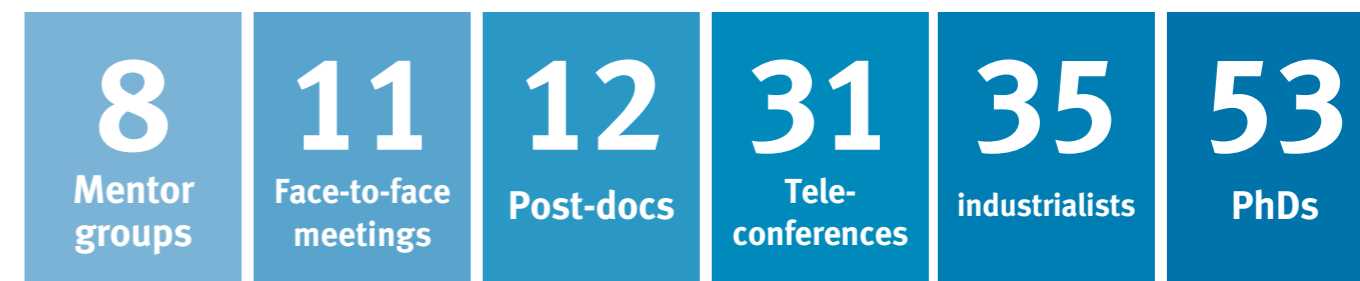 8
Mentor
groups
11
Face-to-face
meetings
12
Post-docs
31
Tele-
conferences
35
industrialists
53
PhDs